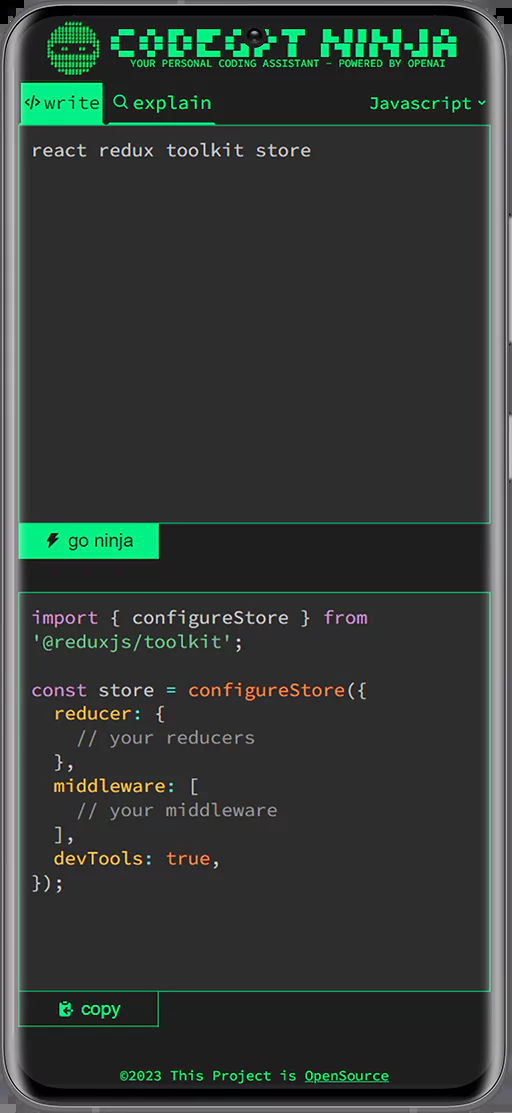 CODEGPT NINJA
YOUR PERSONAL CODING ASSISTANT - POWERED BY OPENAI
</> write explain Javascript
react redux toolkit store
go ninja
import { configureStore } from
'@reduxjs/toolkit';
const store = configureStore({
  reducer: {
    // your reducers
  },
  middleware: [
    // your middleware
  ],
  devTools: true,
});
copy
©2023 This Project is OpenSource